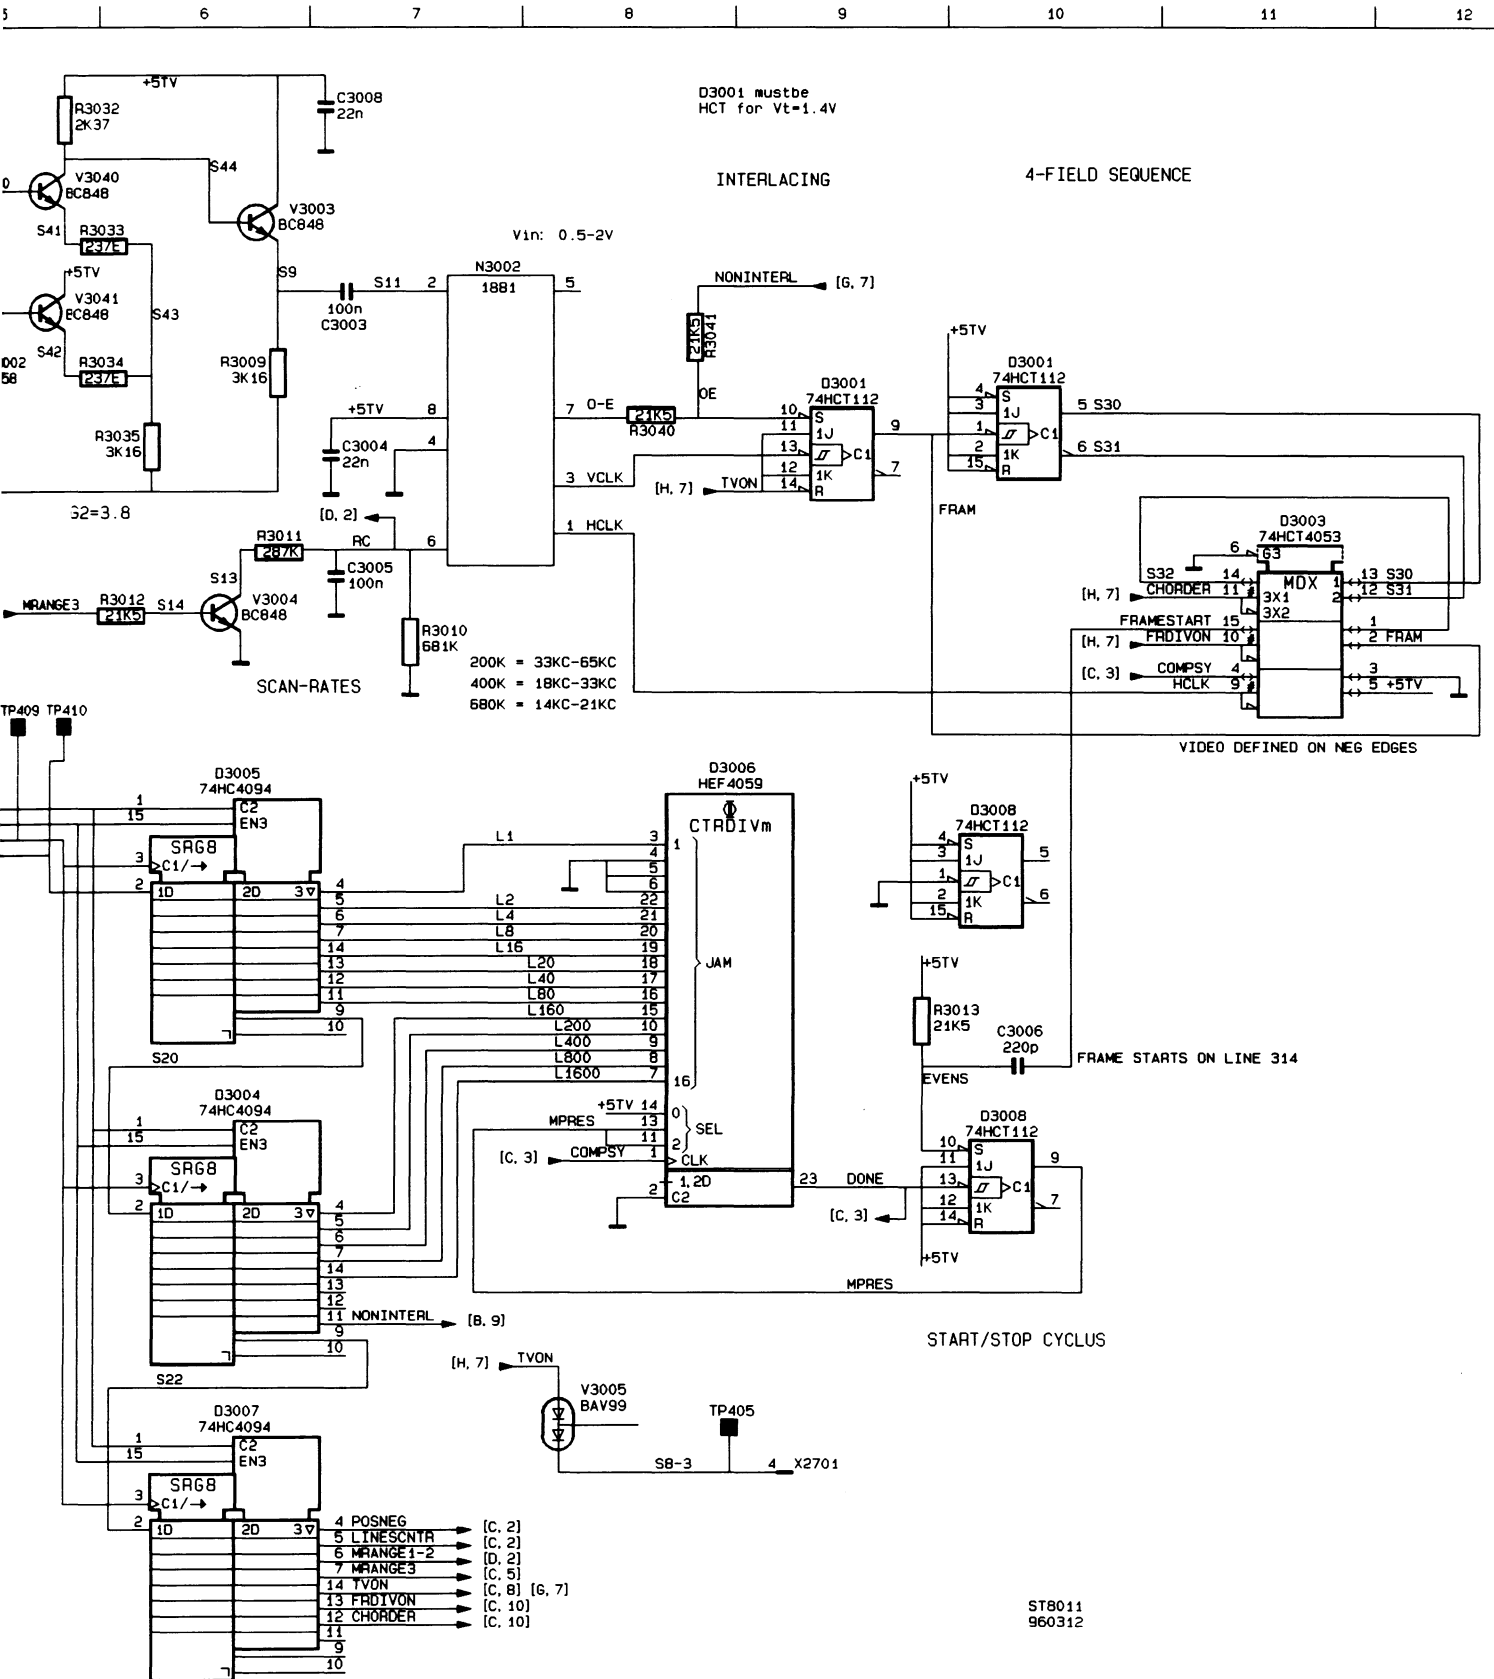 5 6 7 8 9 10 11 12
+5TV
R3032
2K37
C3008
22n
S44
V3040
BC848
V3003
BC848
S41
R3033
237E
+5TV
V3041
BC848
S43
S42
R3034
237E
S9
S11
100n
C3003
R3009
3K16
R3035
3K16
G2=3.8
D3001 mustbe
HCT for Vt=1.4V
INTERLACING
4-FIELD SEQUENCE
Vin: 0.5-2V
N3002
1881
2
5
8
4
7
3
1
6
+5TV
C3004
22n
[D, 2]
RC
R3011
287K
C3005
100n
S13
MRANGE3
R3012
21K5
S14
V3004
BC848
R3010
681K
SCAN-RATES
200K = 33KC-65KC
400K = 18KC-33KC
680K = 14KC-21KC
NONINTERL
[G, 7]
21K5
R3041
OE
O-E
21K5
R3040
VCLK
HCLK
[H, 7]
TVON
D3001
74HCT112
10 S
11 1J
13 C1
12 1K
14 R
9
7
FRAM
+5TV
D3001
74HCT112
4 S
3 1J
1 C1
2 1K
15 R
5 S30
6 S31
D3003
74HCT4053
6 G3
MDX
S32 14
1 13 S30
[H, 7] CHORDER 11
3X1
2 12 S31
3X2
FRAMESTART 15
1
[H, 7] FRDIVON 10
2 FRAM
[C, 3] COMPSY 4
3
HCLK 9
5 +5TV
VIDEO DEFINED ON NEG EDGES
TP409 TP410
D3005
74HC4094
1 C2
15 EN3
SRG8
3 C1/→
2 1D 2D 3▽
4
5
6
7
14
13
12
11
9
10
S20
L1
L2
L4
L8
L16
L20
L40
L80
L160
L200
L400
L800
L1600
D3006
HEF4059
Φ
CTRDIVm
3 1
4
5
6
22
21
20
19
18
17
16
15
10
9
8
7 16
JAM
+5TV 14 0
MPRES 13
SEL
11 2
[C, 3] COMPSY 1 CLK
1,2D
2 C2
23 DONE
[C, 3]
+5TV
D3008
74HCT112
4 S
3 1J
1 C1
2 1K
15 R
5
6
+5TV
R3013
21K5
C3006
220p
FRAME STARTS ON LINE 314
EVENS
D3008
74HCT112
10 S
11 1J
13 C1
12 1K
14 R
9
7
+5TV
MPRES
START/STOP CYCLUS
D3004
74HC4094
1 C2
15 EN3
SRG8
3 C1/→
2 1D 2D 3▽
4
5
6
7
14
13
12
11 NONINTERL [B, 9]
9
10
S22
[H, 7] TVON
V3005
BAV99
TP405
S8-3
4 X2701
D3007
74HC4094
1 C2
15 EN3
SRG8
3 C1/→
2 1D 2D 3▽
4 POSNEG [C, 2]
5 LINESCNTR [C, 2]
6 MRANGE1-2 [D, 2]
7 MRANGE3 [C, 5]
14 TVON [C, 8] [G, 7]
13 FRDIVON [C, 10]
12 CHORDER [C, 10]
11
9
10
ST8011
960312